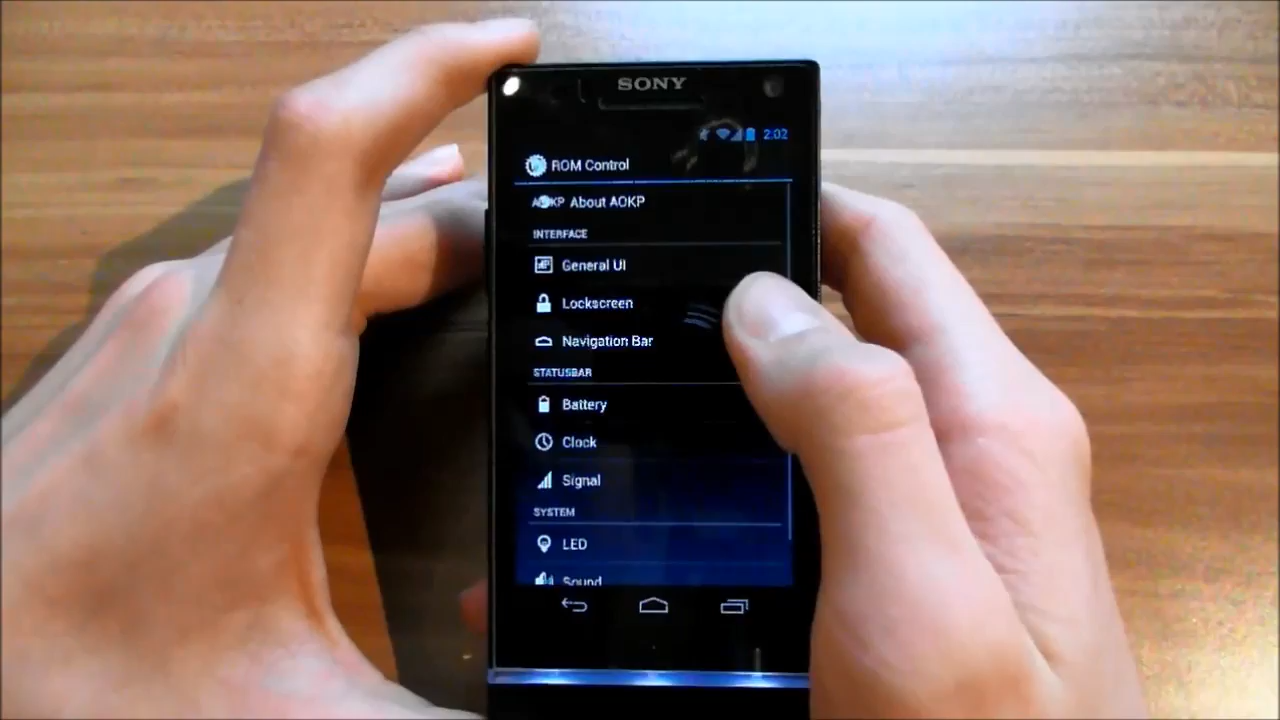 SONY
2:02
ROM Control
AOKP About AOKP
INTERFACE
General UI
Lockscreen
Navigation Bar
STATUSBAR
Battery
Clock
Signal
SYSTEM
LED
Sound